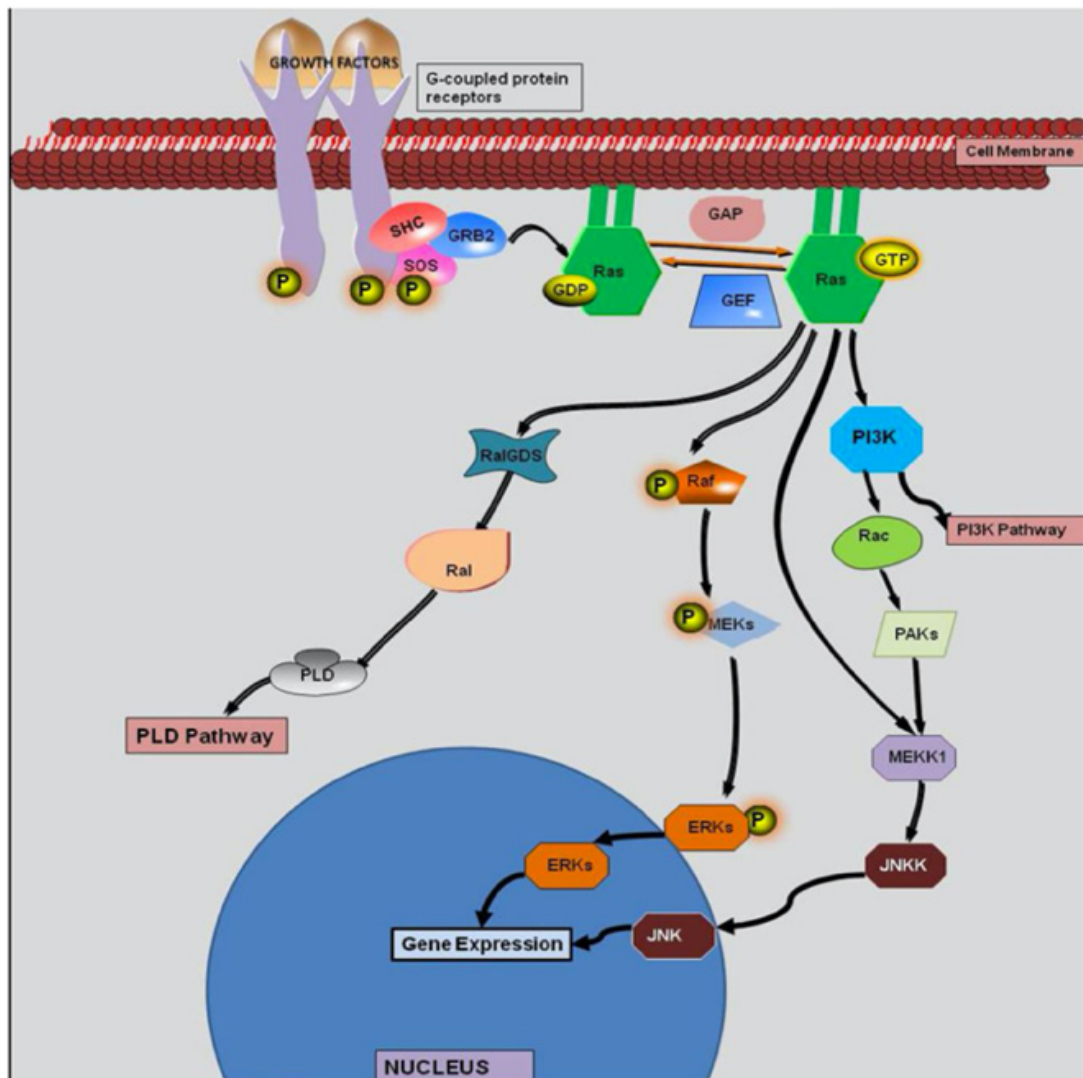 GROWTH FACTORS
G-coupled protein
receptors
Cell Membrane
SHC
GRB2
SOS
P
P
P
Ras
GDP
GAP
GEF
Ras
GTP
RalGDS
P
Raf
PI3K
PI3K Pathway
Rac
Ral
P
MEKs
PAKs
PLD
PLD Pathway
MEKK1
ERKs
P
ERKs
JNKK
JNK
Gene Expression
NUCLEUS